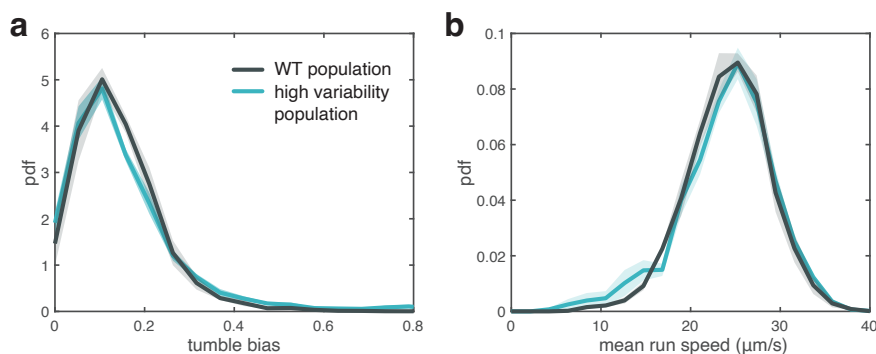 a
6
5
4
3
2
1
0
pdf
0
0.2
0.4
0.6
0.8
tumble bias
WT population
high variability
population
b
0.1
0.08
0.06
0.04
0.02
0
pdf
0
10
20
30
40
mean run speed (μm/s)